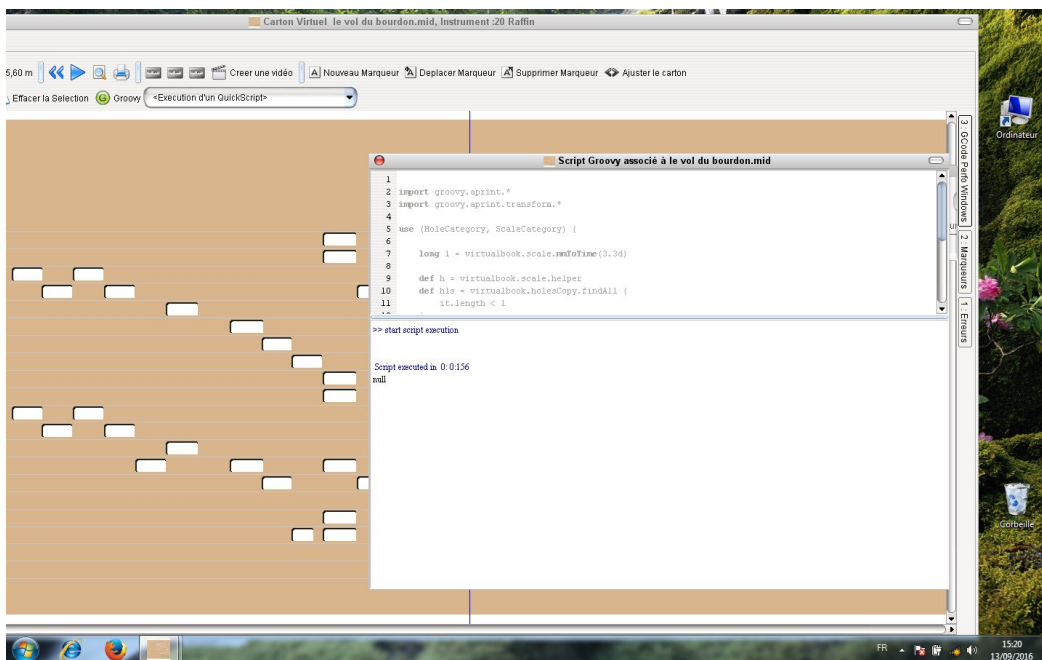 Carton Virtuel le vol du bourdon.mid, Instrument :20 Raffin
5,60 m Creer une vidéo A Nouveau Marqueur A Deplacer Marqueur A Supprimer Marqueur Ajuster le carton
Effacer la Selection G Groovy <Execution d'un QuickScript>
3 : GCode Perfo Windows
2 : Marqueurs
1 : Erreurs
Ordinateur
Corbeille
Script Groovy associé à le vol du bourdon.mid
1
2 import groovy.aprint.*
3 import groovy.aprint.transform.*
4
5 use (HoleCategory, ScaleCategory) {
6
7 long l = virtualbook.scale.mmToTime(3.3d)
8
9 def h = virtualbook.scale.helper
10 def hls = virtualbook.holesCopy.findAll {
11 it.length < l
>> start script execution
Script executed in 0: 0:156
null
FR
15:20
13/09/2016